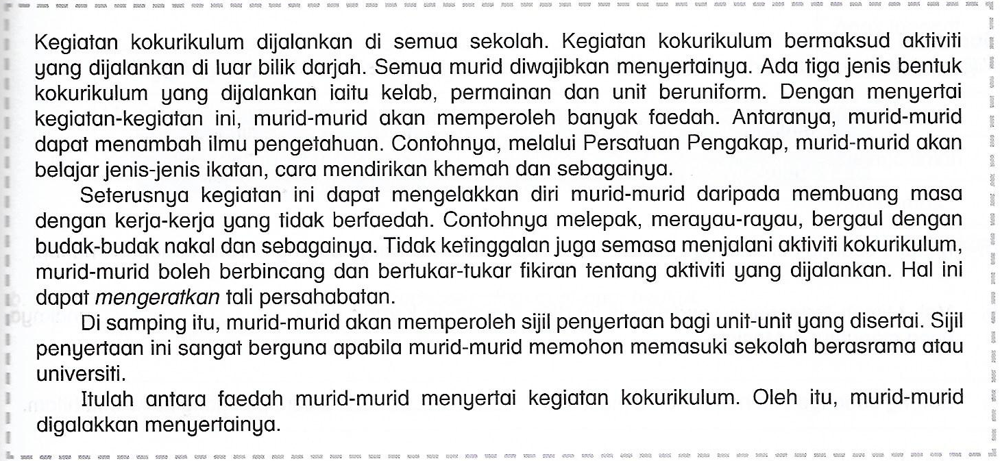 Kegiatan kokurikulum dijalankan di semua sekolah. Kegiatan kokurikulum bermaksud aktiviti
yang dijalankan di luar bilik darjah. Semua murid diwajibkan menyertainya. Ada tiga jenis bentuk
kokurikulum yang dijalankan iaitu kelab, permainan dan unit beruniform. Dengan menyertai
kegiatan-kegiatan ini, murid-murid akan memperoleh banyak faedah. Antaranya, murid-murid
dapat menambah ilmu pengetahuan. Contohnya, melalui Persatuan Pengakap, murid-murid akan
belajar jenis-jenis ikatan, cara mendirikan khemah dan sebagainya.
Seterusnya kegiatan ini dapat mengelakkan diri murid-murid daripada membuang masa
dengan kerja-kerja yang tidak berfaedah. Contohnya melepak, merayau-rayau, bergaul dengan
budak-budak nakal dan sebagainya. Tidak ketinggalan juga semasa menjalani aktiviti kokurikulum,
murid-murid boleh berbincang dan bertukar-tukar fikiran tentang aktiviti yang dijalankan. Hal ini
dapat mengeratkan tali persahabatan.
Di samping itu, murid-murid akan memperoleh sijil penyertaan bagi unit-unit yang disertai. Sijil
penyertaan ini sangat berguna apabila murid-murid memohon memasuki sekolah berasrama atau
universiti.
Itulah antara faedah murid-murid menyertai kegiatan kokurikulum. Oleh itu, murid-murid
digalakkan menyertainya.